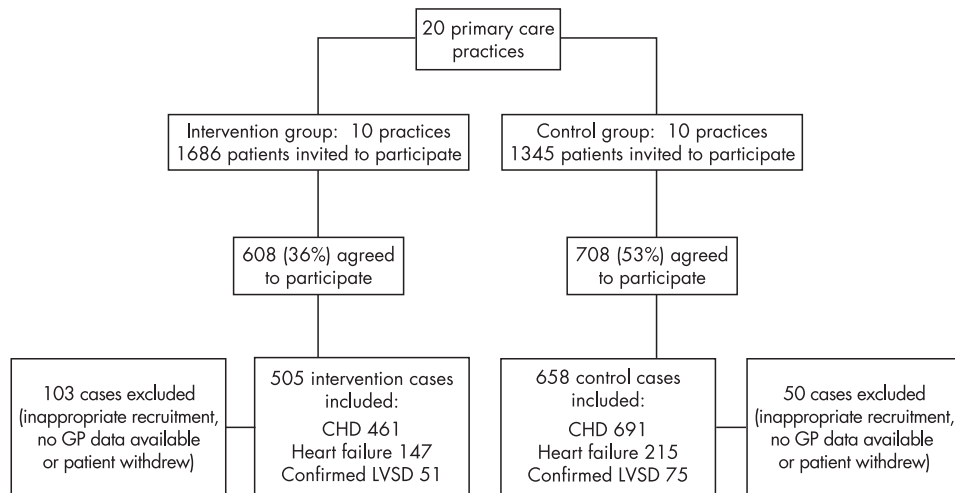 20 primary care
practices
Intervention group: 10 practices
1686 patients invited to participate
Control group: 10 practices
1345 patients invited to participate
608 (36%) agreed
to participate
708 (53%) agreed
to participate
103 cases excluded
(inappropriate recruitment,
no GP data available
or patient withdrew)
505 intervention cases
included:
CHD 461
Heart failure 147
Confirmed LVSD 51
658 control cases
included:
CHD 691
Heart failure 215
Confirmed LVSD 75
50 cases excluded
(inappropriate recruitment,
no GP data available
or patient withdrew)